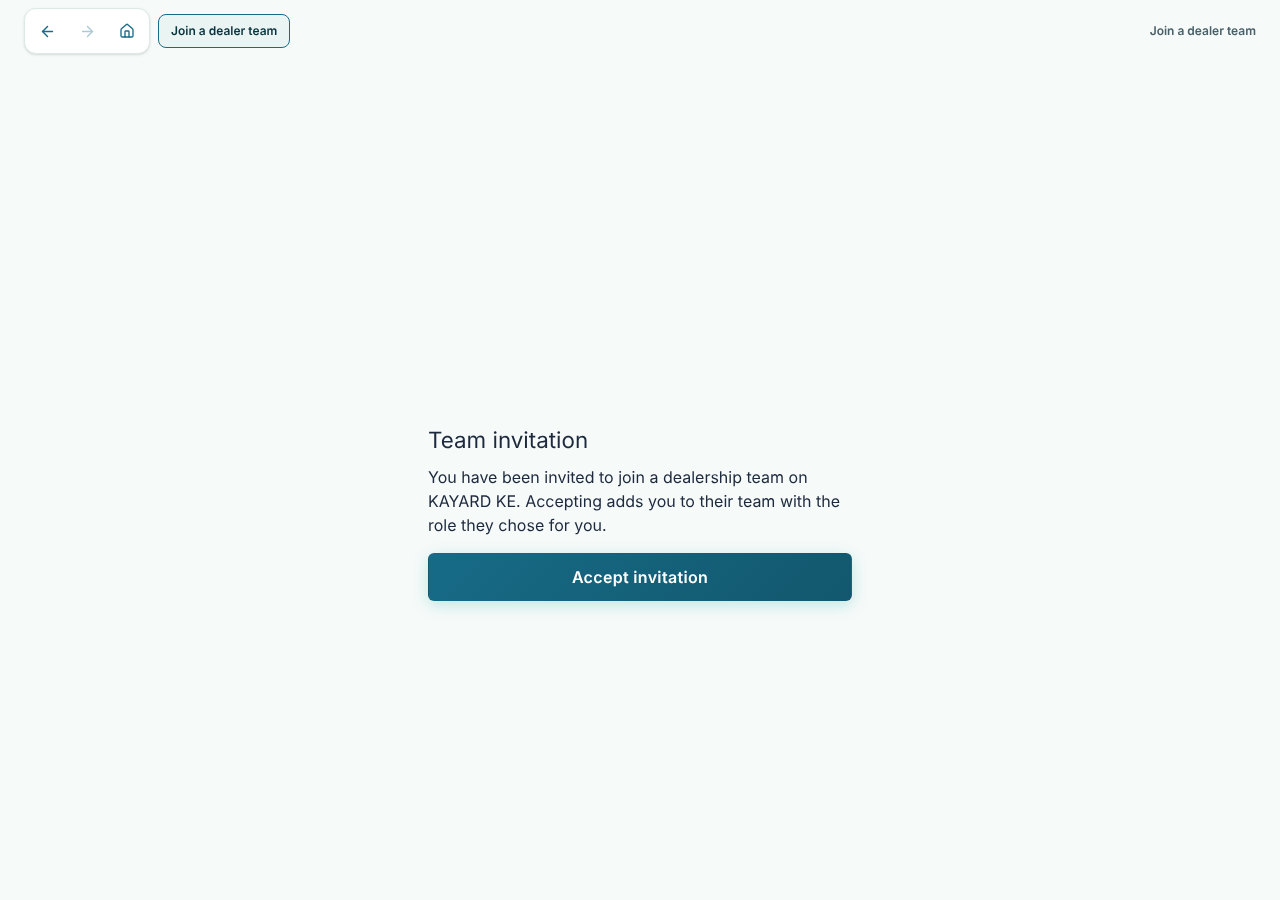 Join a dealer team
Join a dealer team
Team invitation
You have been invited to join a dealership team on
KAYARD KE. Accepting adds you to their team with the
role they chose for you.
Accept invitation